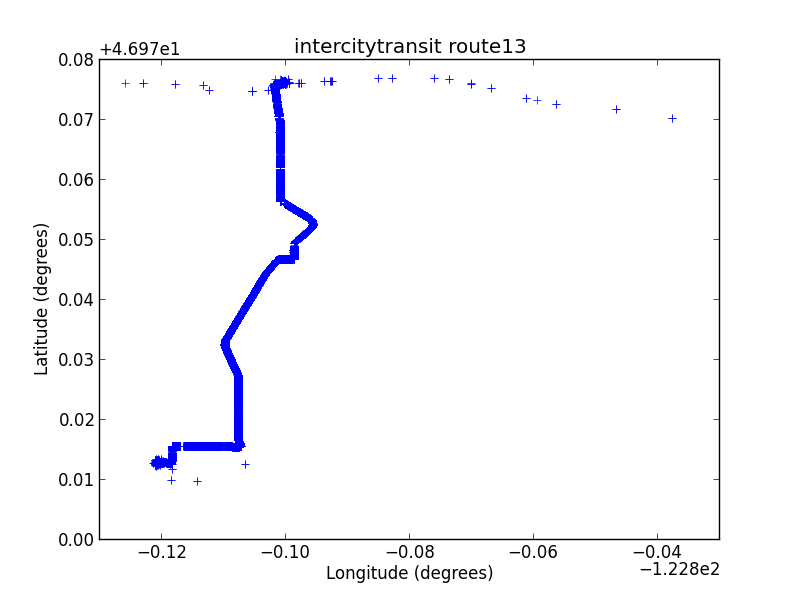 intercitytransit route13
+4.697e1
0.08
0.07
0.06
0.05
0.04
0.03
0.02
0.01
0.00
Latitude (degrees)
−0.12 −0.10 −0.08 −0.06 −0.04
Longitude (degrees)
−1.228e2